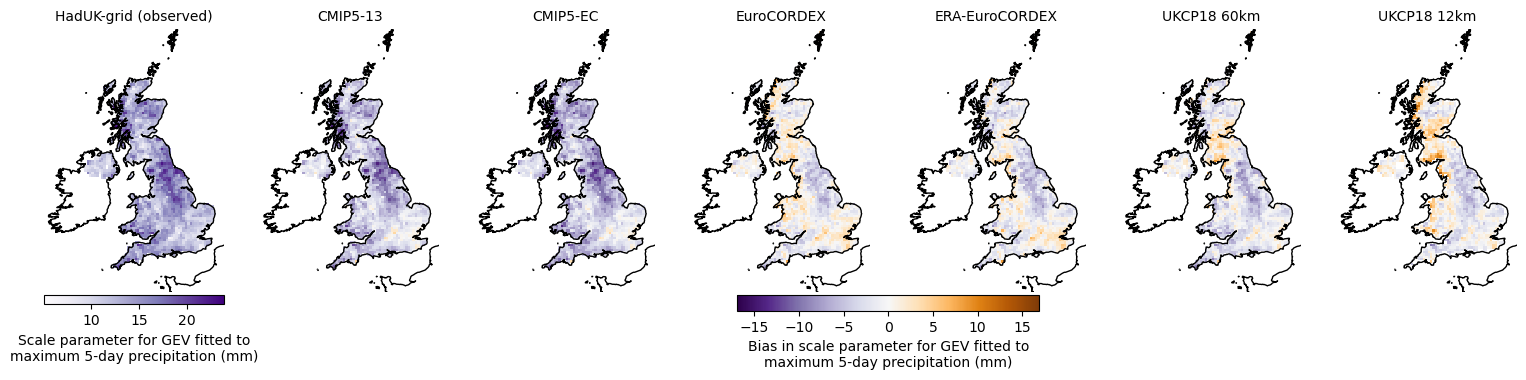 HadUK-grid (observed)
CMIP5-13
CMIP5-EC
EuroCORDEX
ERA-EuroCORDEX
UKCP18 60km
UKCP18 12km
10 15 20
Scale parameter for GEV fitted to
maximum 5-day precipitation (mm)
−15 −10 −5 0 5 10 15
Bias in scale parameter for GEV fitted to
maximum 5-day precipitation (mm)